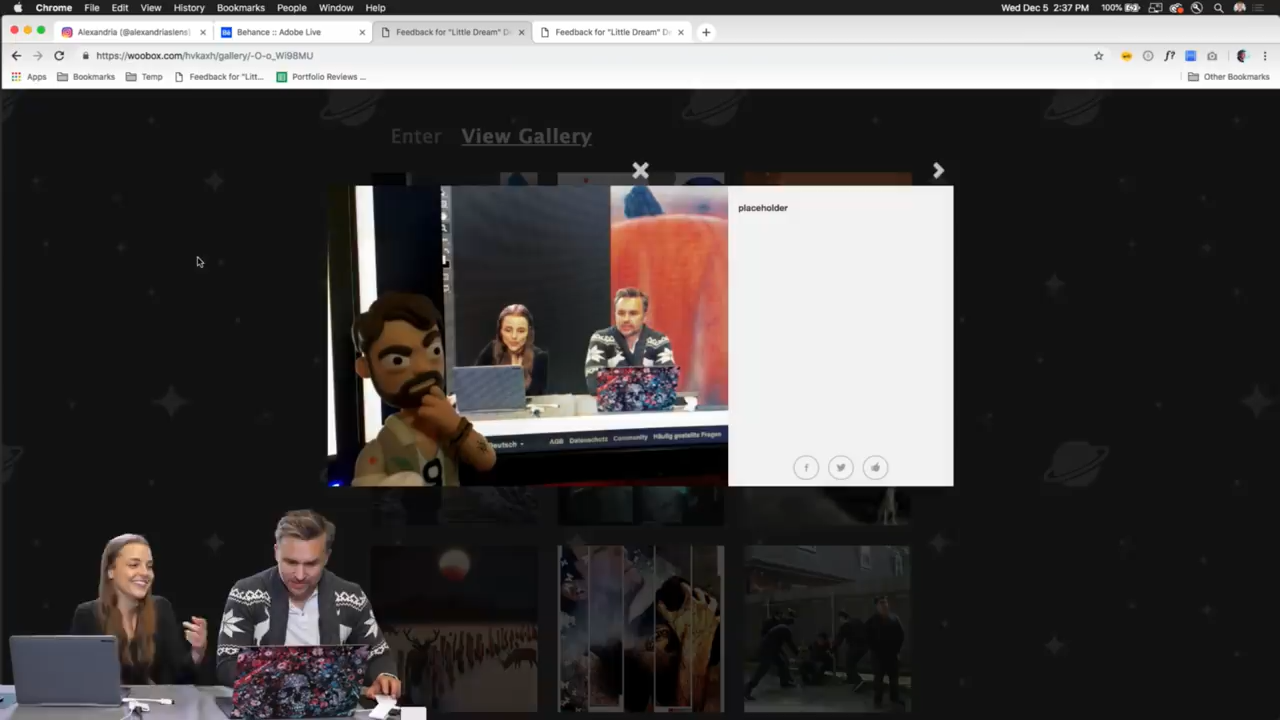 Chrome File Edit View History Bookmarks People Window Help Wed Dec 5 2:37 PM 100%
Alexandria (@alexandriaslens) Behance :: Adobe Live Feedback for "Little Dream" D Feedback for "Little Dream" D
https://woobox.com/hvkaxh/gallery/-O-o_Wi98MU
Apps Bookmarks Temp Feedback for "Litt... Portfolio Reviews ... Other Bookmarks
Enter View Gallery
placeholder
Deutsch AGB Datenschutz Community Häufig gestellte Fragen